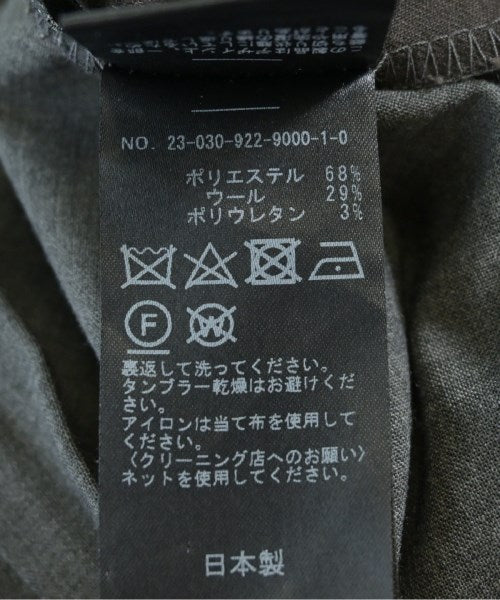 NO. 23-030-922-9000-1-0
ポリエステル 68%
ウール 29%
ポリウレタン 3%
F
W
裏返して洗ってください。
タンブラー乾燥はお避けくだ
さい。
アイロンは当て布を使用して
ください。
〈クリーニング店へのお願い〉
ネットを使用してください。
日本製